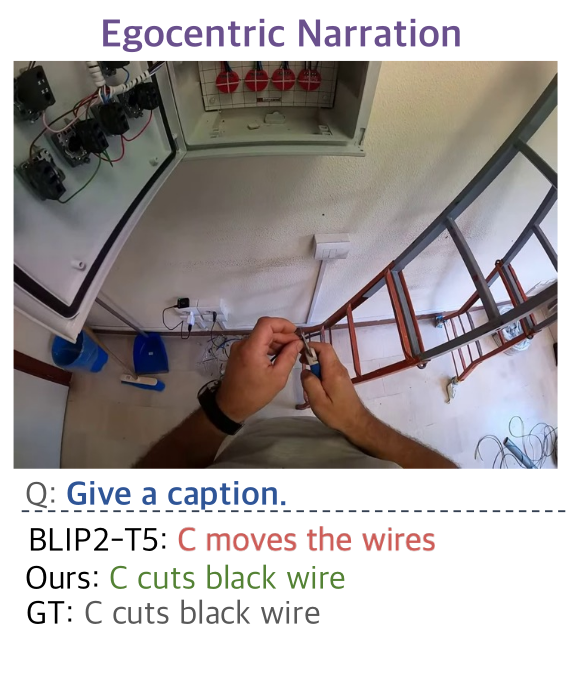 Egocentric Narration
Q: Give a caption.
BLIP2-T5: C moves the wires
Ours: C cuts black wire
GT: C cuts black wire